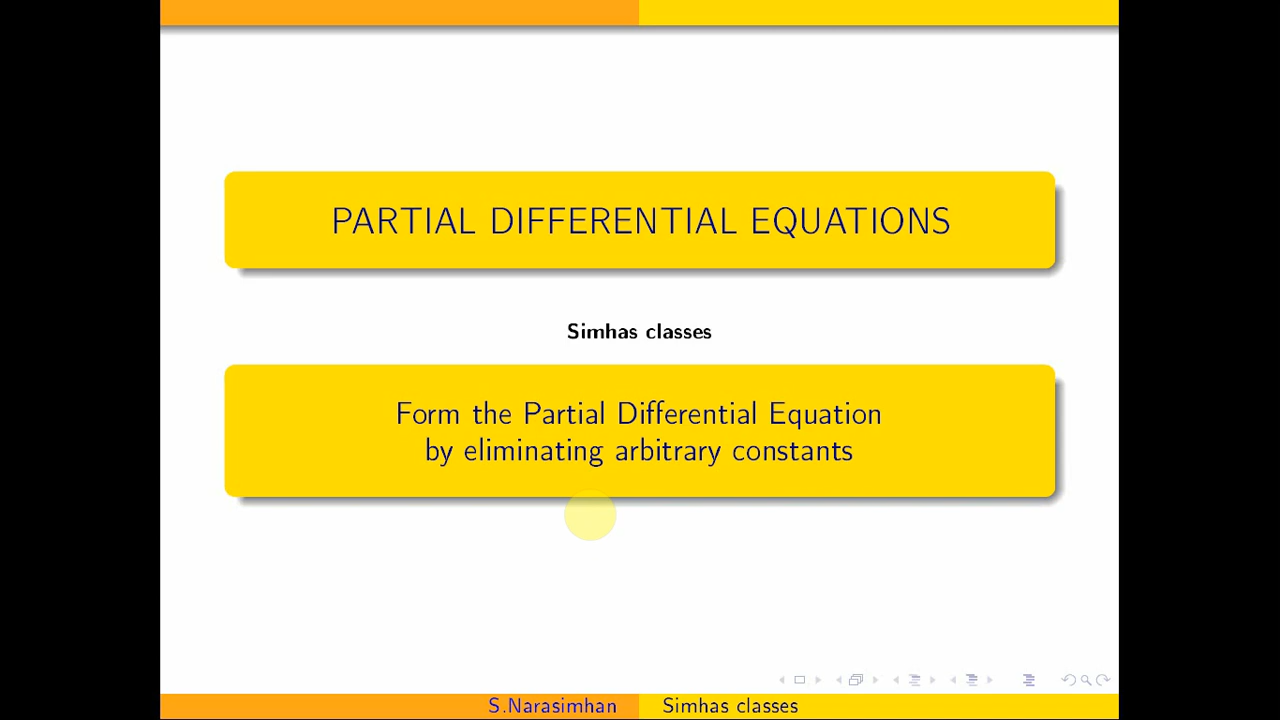 PARTIAL DIFFERENTIAL EQUATIONS
Simhas classes
Form the Partial Differential Equation
by eliminating arbitrary constants
S.Narasimhan
Simhas classes